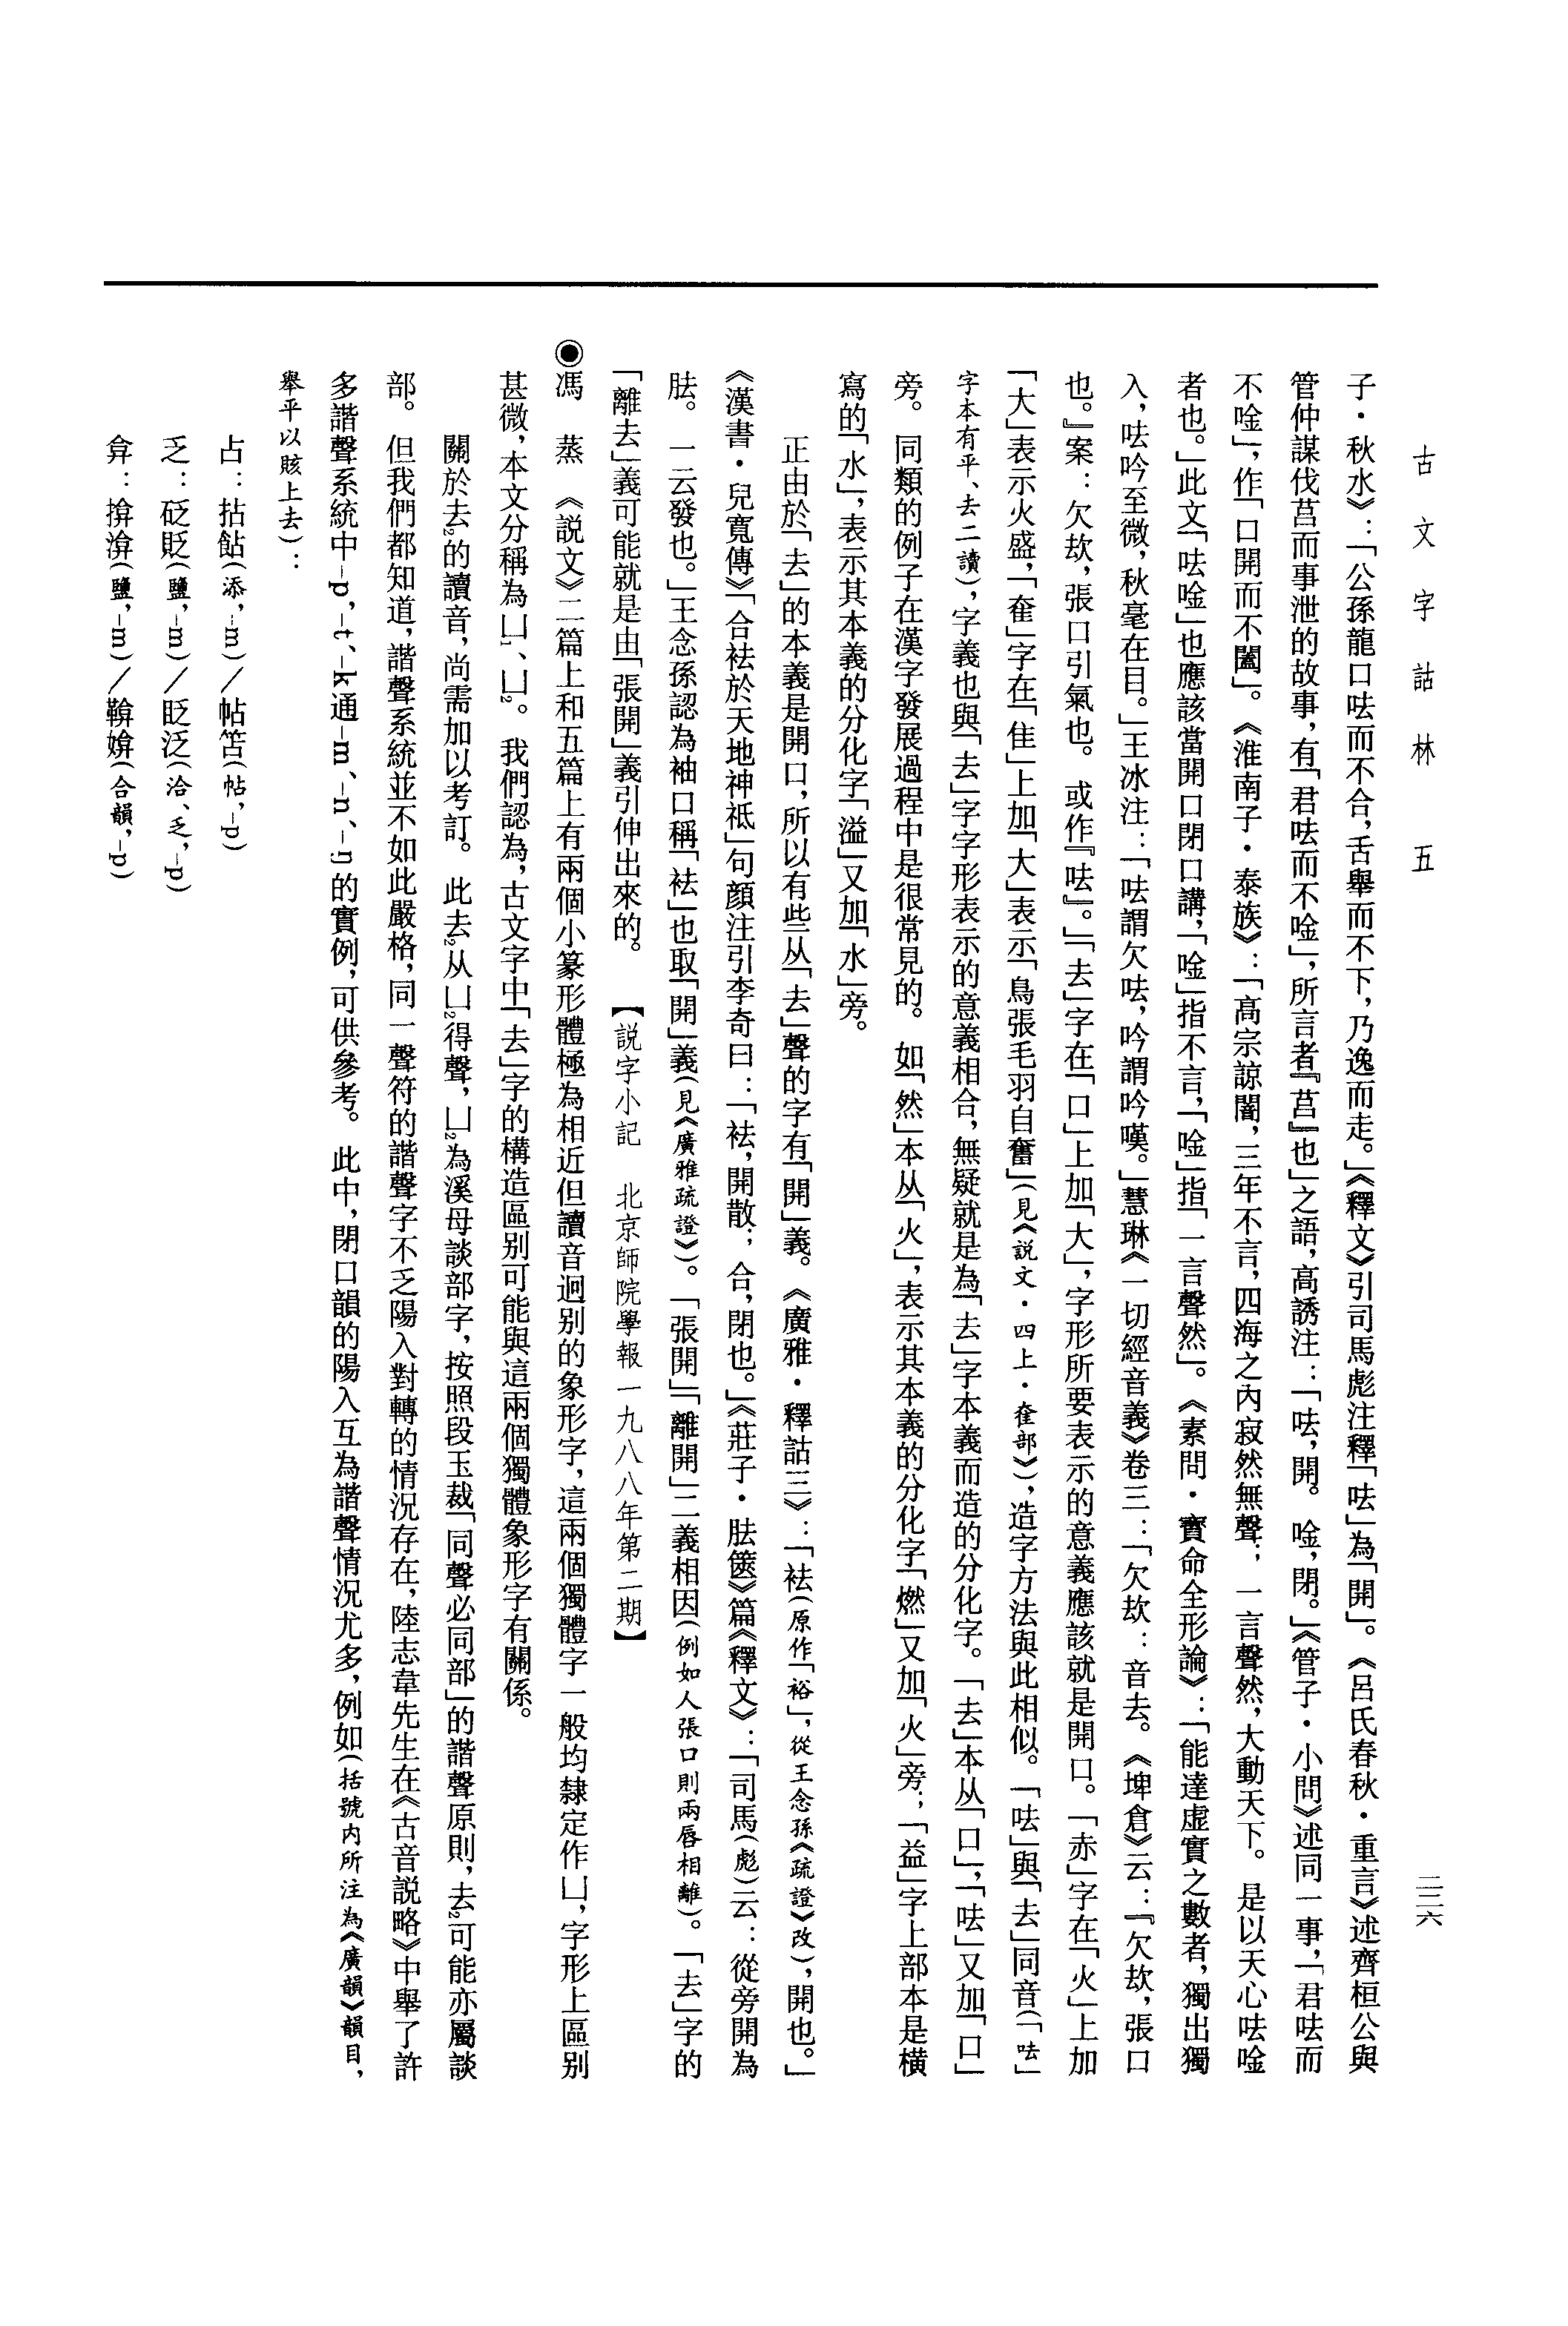 古文字詁林 五
二二六
子·秋水》:「公孫龍口呿而不合,舌舉而不下,乃逸而走。」《釋文》引司馬彪注釋「呿」為「開」。《呂氏春秋·重言》述齊桓公與
管仲謀伐莒而事泄的故事,有「君呿而不唫」,所言者『莒』也」之語,高誘注:「呿,開。唫,閉。」《管子·小問》述同一事,「君呿而
不唫」,作「口開而不闔」。《淮南子·泰族》:「高宗諒闇,三年不言,四海之內寂然無聲;一言聲然,大動天下。是以天心呿唫
者也。」此文「呿唫」也應該當開口閉口講,「唫」指不言,「唫」指「一言聲然」。《素問·寶命全形論》:「能達虛實之數者,獨出獨
入,呿吟至微,秋毫在目。」王冰注:「呿謂欠呿,吟謂吟嘆。」慧琳《一切經音義》卷三:「欠㰦:音去。《埤倉》云:『欠㰦,張口
也。』案:欠㰦,張口引氣也。或作『呿』。」「去」字在「口」上加「大」,字形所要表示的意義應該就是開口。「赤」字在「火」上加
「大」表示火盛,「奞」字在「隹」上加「大」表示「鳥張毛羽自奮」(見《説文·四上·奞部》),造字方法與此相似。「呿」與「去」同音(「呿」
字本有平、去二讀),字義也與「去」字字形表示的意義相合,無疑就是為「去」字本義而造的分化字。「去」本从「口」,「呿」又加「口」
旁。同類的例子在漢字發展過程中是很常見的。如「然」本从「火」,表示其本義的分化字「燃」又加「火」旁;「益」字上部本是橫
寫的「水」,表示其本義的分化字「溢」又加「水」旁。
正由於「去」的本義是開口,所以有些从「去」聲的字有「開」義。《廣雅·釋詁三》:「袪(原作「裕」,從王念孫《疏證》改),開也。」
《漢書·兒寬傳》「合袪於天地神祇」句顏注引李奇曰:「袪,開散;合,閉也。」《莊子·胠篋》篇《釋文》:「司馬(彪)云:從旁開為
胠。一云發也。」王念孫認為袖口稱「袪」也取「開」義(見《廣雅疏證》)。「張開」「離開」二義相因(例如人張口則兩唇相離)。「去」字的
「離去」義可能就是由「張開」義引伸出來的。 【説字小記 北京師院學報一九八八年第二期】
◉馮 蒸 《説文》二篇上和五篇上有兩個小篆形體極為相近但讀音迥別的象形字,這兩個獨體字一般均隸定作凵,字形上區別
甚微,本文分稱為凵₁、凵₂。我們認為,古文字中「去」字的構造區別可能與這兩個獨體象形字有關係。
關於去₂的讀音,尚需加以考訂。此去₂从凵₂得聲,凵₂為溪母談部字,按照段玉裁「同聲必同部」的諧聲原則,去₂可能亦屬談
部。但我們都知道,諧聲系統並不如此嚴格,同一聲符的諧聲字不乏陽入對轉的情況存在,陸志韋先生在《古音説略》中舉了許
多諧聲系統中-p,-t、-k通-m、-n、-ŋ的實例,可供參考。此中,閉口韻的陽入互為諧聲情況尤多,例如(括號内所注為《廣韻》韻目,
舉平以賅上去):
占:拈鮎(添,-m)/帖笘(帖,-p)
乏:砭貶(鹽,-m)/眨泛(洽、乏,-p)
弇:揜渰(鹽,-m)/鞥媕(合韻,-p)